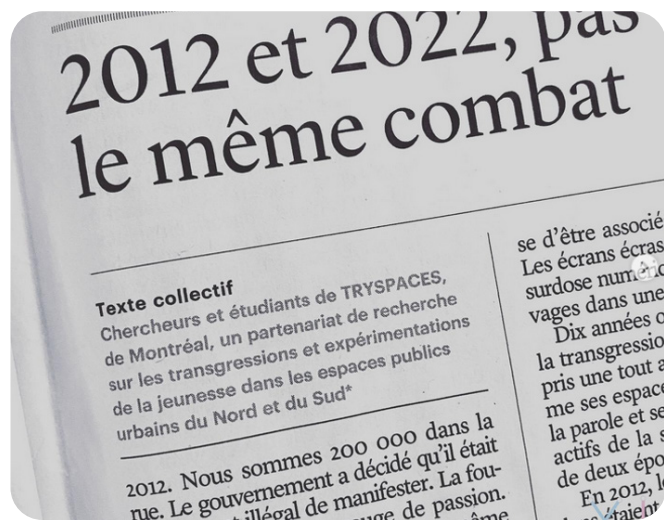 2012 et 2022, pas
le même combat
Texte collectif
Chercheurs et étudiants de TRYSPACES,
de Montréal, un partenariat de recherche
sur les transgressions et expérimentations
de la jeunesse dans les espaces publics
urbains du Nord et du Sud*
2012. Nous sommes 200 000 dans la
rue. Le gouvernement a décidé qu'il était
illégal de manifester. La fou-
de passion.
se d'être associé
Les écrans écras
surdose
vages dans une
Dix années
la transgressio
pris une tout a
me ses espac
la parole et se
actifs de la s
de deux épo
En 2012,